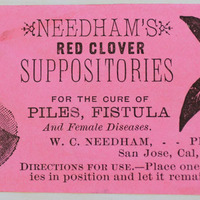 NEEDHAM'S
RED CLOVER
SUPPOSITORIES
FOR THE CURE OF
PILES, FISTULA
And Female Diseases.
W. C. NEEDHAM, - - P
San Jose, Cal,
DIRECTIONS FOR USE.—Place one
ies in position and let it remai